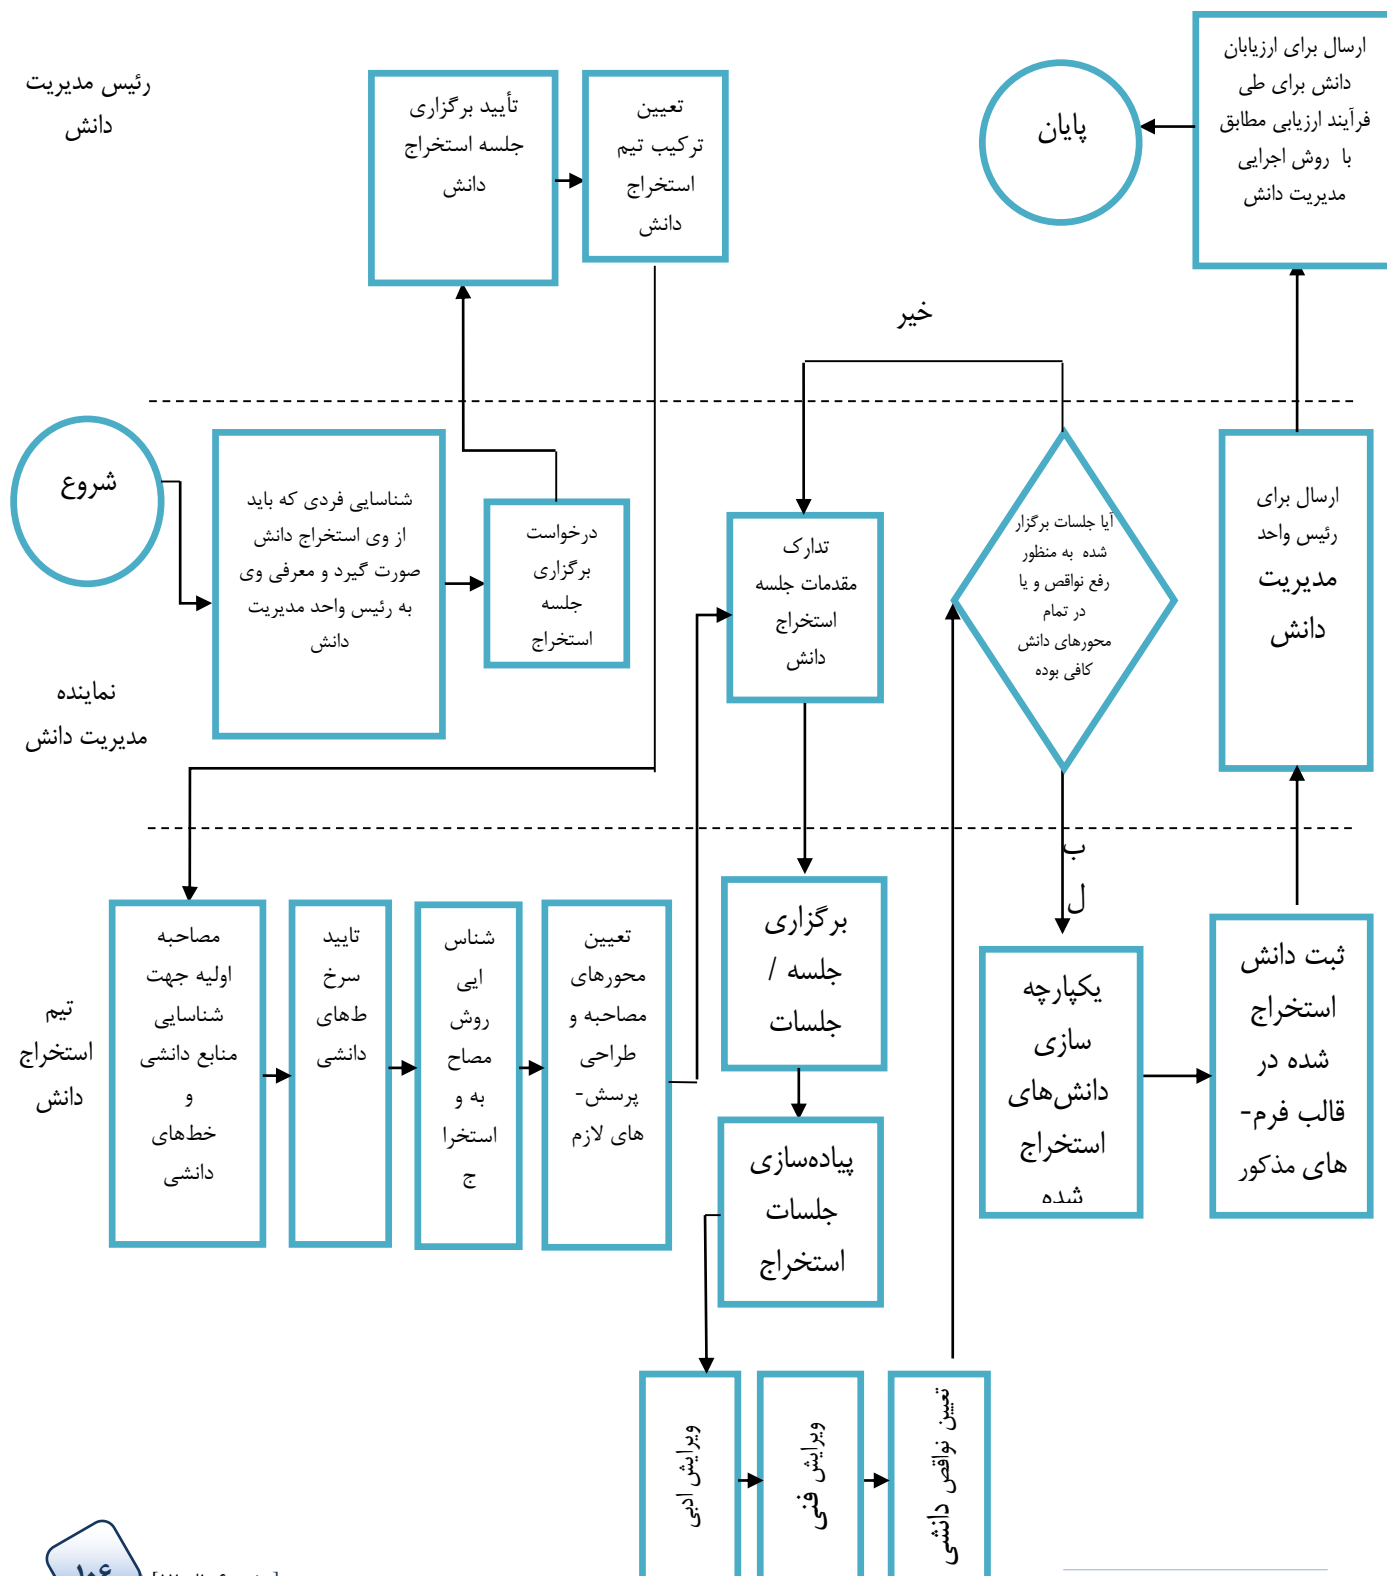 رئیس مدیریت
دانش
تأیید برگزاری
جلسه استخراج
دانش
تعیین
ترکیب تیم
استخراج
دانش
پایان
ارسال برای ارزیابان
دانش برای طی
فرآیند ارزیابی مطابق
با روش اجرایی
مدیریت دانش
خیر
شروع
شناسایی فردی که باید
از وی استخراج دانش
صورت گیرد و معرفی وی
به رئیس واحد مدیریت
دانش
درخواست
برگزاری
جلسه
استخراج
تدارک
مقدمات جلسه
استخراج
دانش
آیا جلسات برگزار
شده به منظور
رفع نواقص و یا
در تمام
محورهای دانش
کافی بوده
ارسال برای
رئیس واحد
مدیریت
دانش
نماینده
مدیریت دانش
ب
ل
تیم
استخراج
دانش
مصاحبه
اولیه جهت
شناسایی
منابع دانشی
و
خط‌های
دانشی
تایید
سرخ
ط‌های
دانشی
شناس
ایی
روش
مصاح
به و
استخرا
ج
تعیین
محورهای
مصاحبه و
طراحی
پرسش-
های لازم
برگزاری
جلسه /
جلسات
پیاده‌سازی
جلسات
استخراج
یکپارچه
سازی
دانش‌های
استخراج
شده
ثبت دانش
استخراج
شده در
قالب فرم-
های مذکور
ویرایش ادبی
ویرایش فنی
تعیین نواقص دانشی
۱۰۶